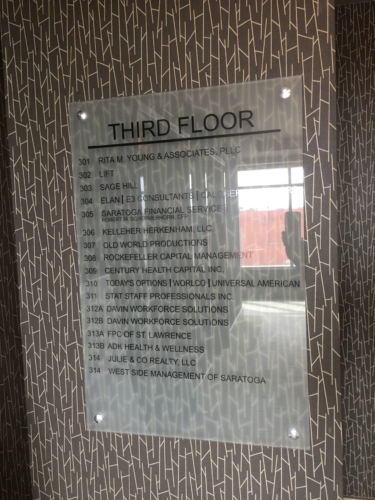 THIRD FLOOR
301 RITA M. YOUNG & ASSOCIATES, PLLC
302 LIFT
303 SAGE HILL
304 ELAN | E3 CONSULTANTS |
305 SARATOGA FINANCIAL SERVICE
ROBERT W. CFP
306 KELLEHER HERKENHAM, LLC
307 OLD WORLD PRODUCTIONS
308 ROCKEFELLER CAPITAL MANAGEMENT
309 CENTURY HEALTH CAPITAL INC.
310 TODAY'S OPTIONS | WORLCO | UNIVERSAL AMERICAN
311 STAT STAFF PROFESSIONALS INC.
312A DAVIN WORKFORCE SOLUTIONS
312B DAVIN WORKFORCE SOLUTIONS
313A FPC OF ST. LAWRENCE
313B ADK HEALTH & WELLNESS
314 JULIE & CO REALTY, LLC
314 WEST SIDE MANAGEMENT OF SARATOGA